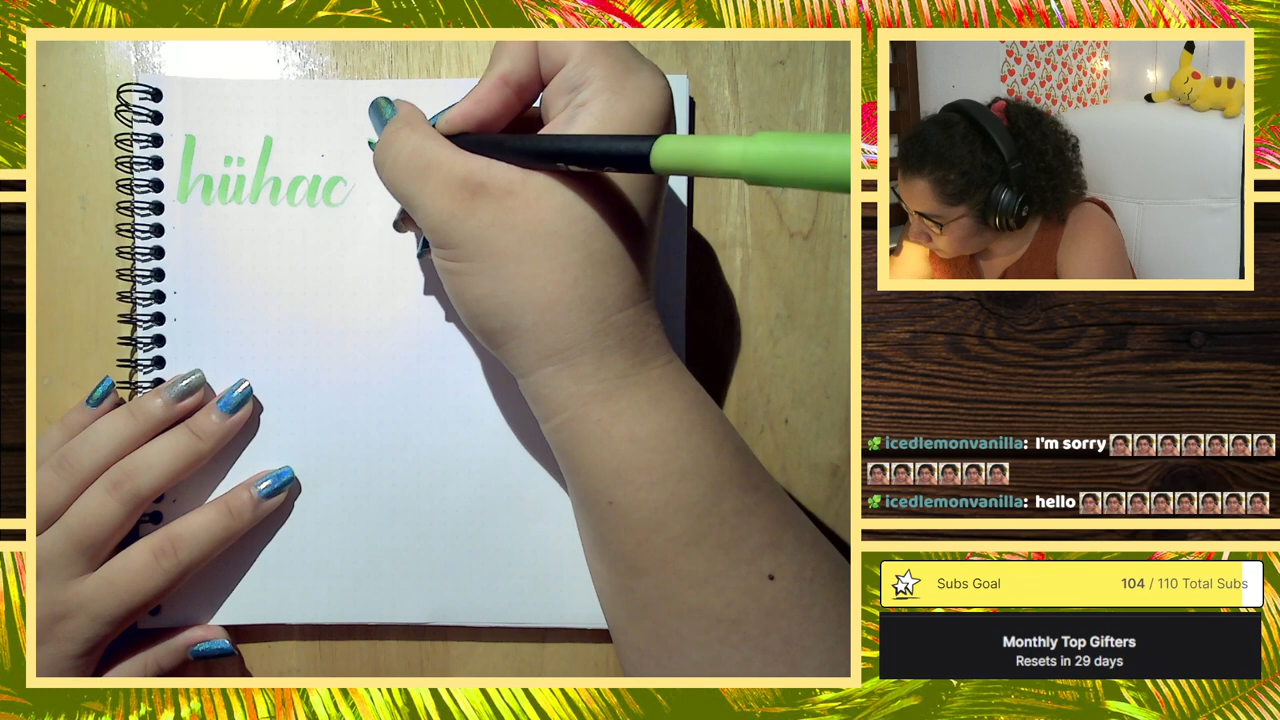 hühac
icedlemonvanilla: I'm sorry
icedlemonvanilla: hello
Subs Goal 104 / 110 Total Subs
Monthly Top Gifters
Resets in 29 days